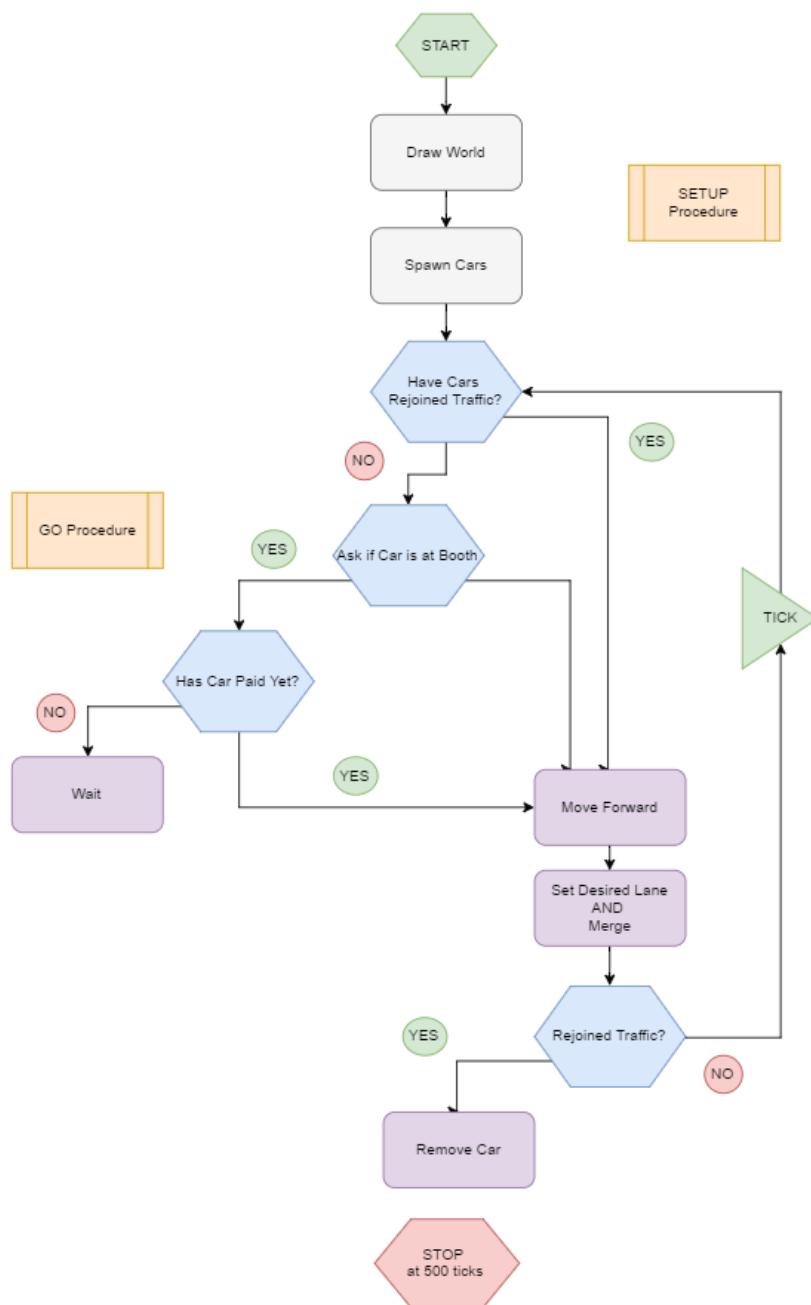 START
Draw World
SETUP
Procedure
Spawn Cars
Have Cars
Rejoined Traffic?
YES
NO
GO Procedure
YES
Ask if Car is at Booth
TICK
Has Car Paid Yet?
NO
Wait
YES
Move Forward
Set Desired Lane
AND
Merge
YES
Rejoined Traffic?
NO
Remove Car
STOP
at 500 ticks